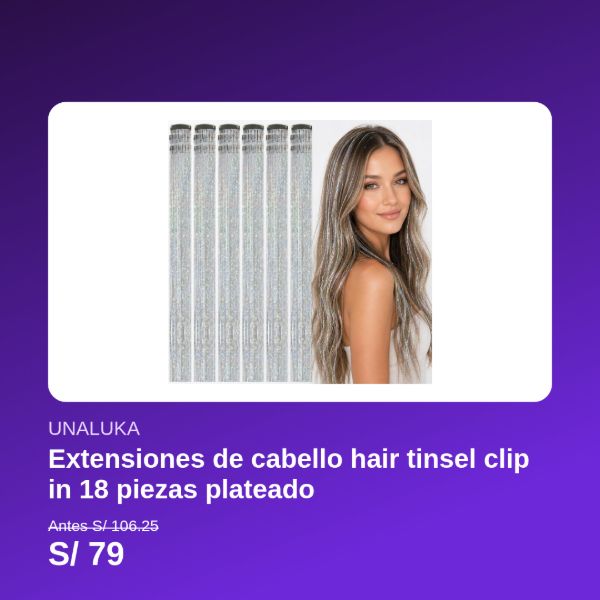 UNALUKA
Extensiones de cabello hair tinsel clip
in 18 piezas plateado
Antes S/ 106.25
S/ 79